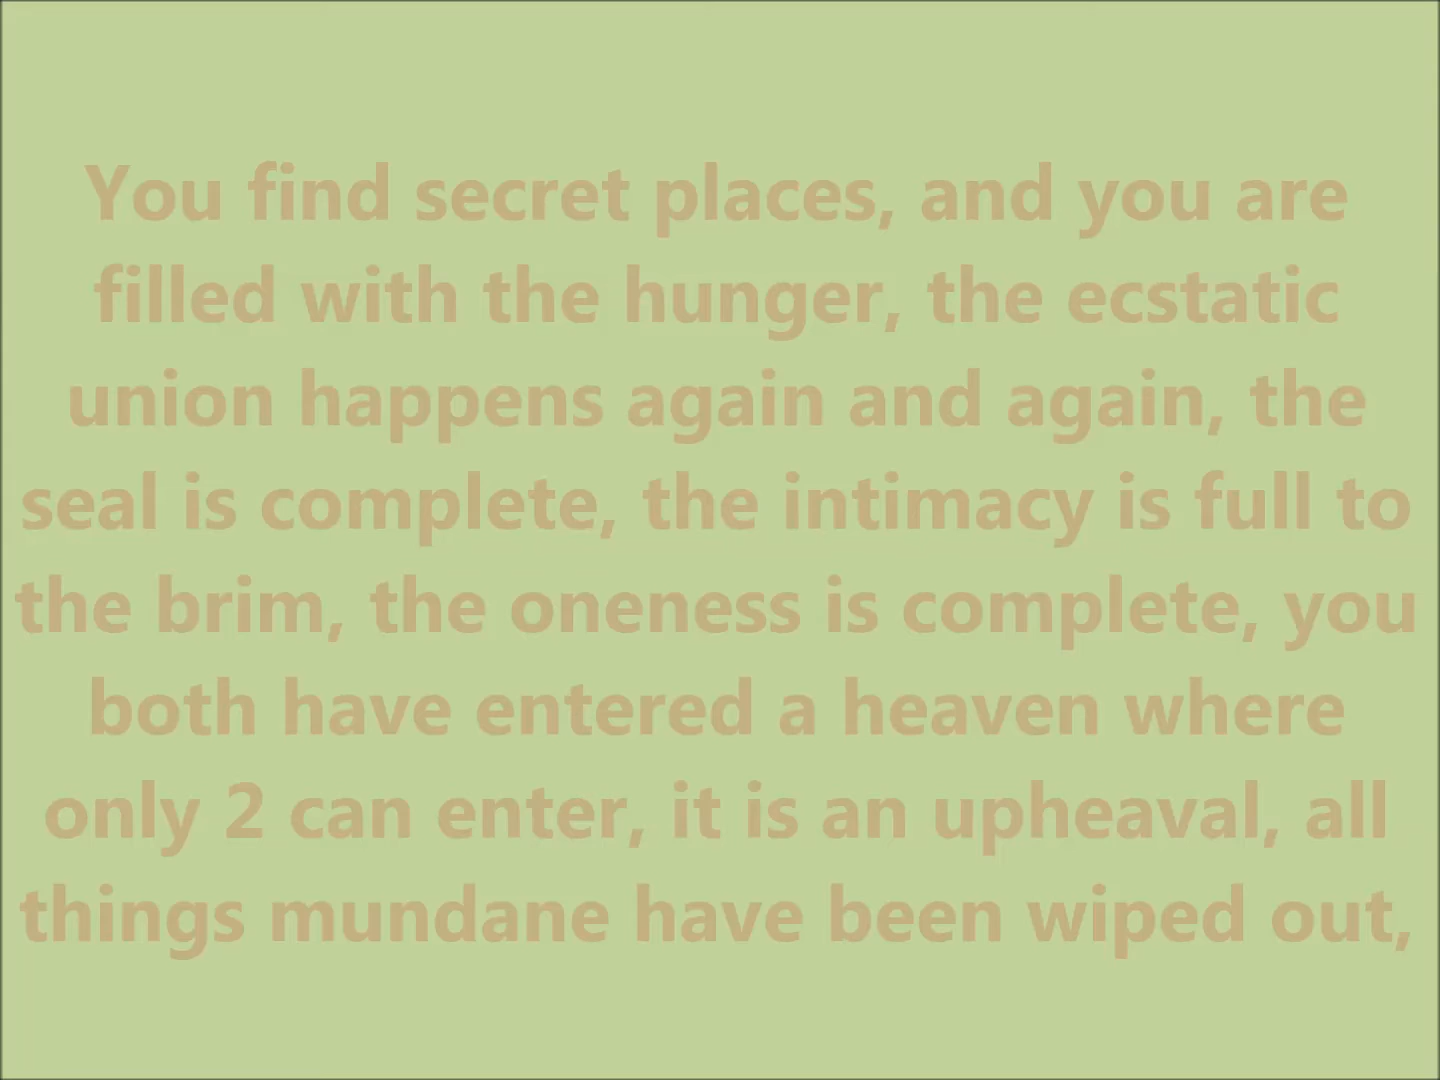 You find secret places, and you are
filled with the hunger, the ecstatic
union happens again and again, the
seal is complete, the intimacy is full to
the brim, the oneness is complete, you
both have entered a heaven where
only 2 can enter, it is an upheaval, all
things mundane have been wiped out,